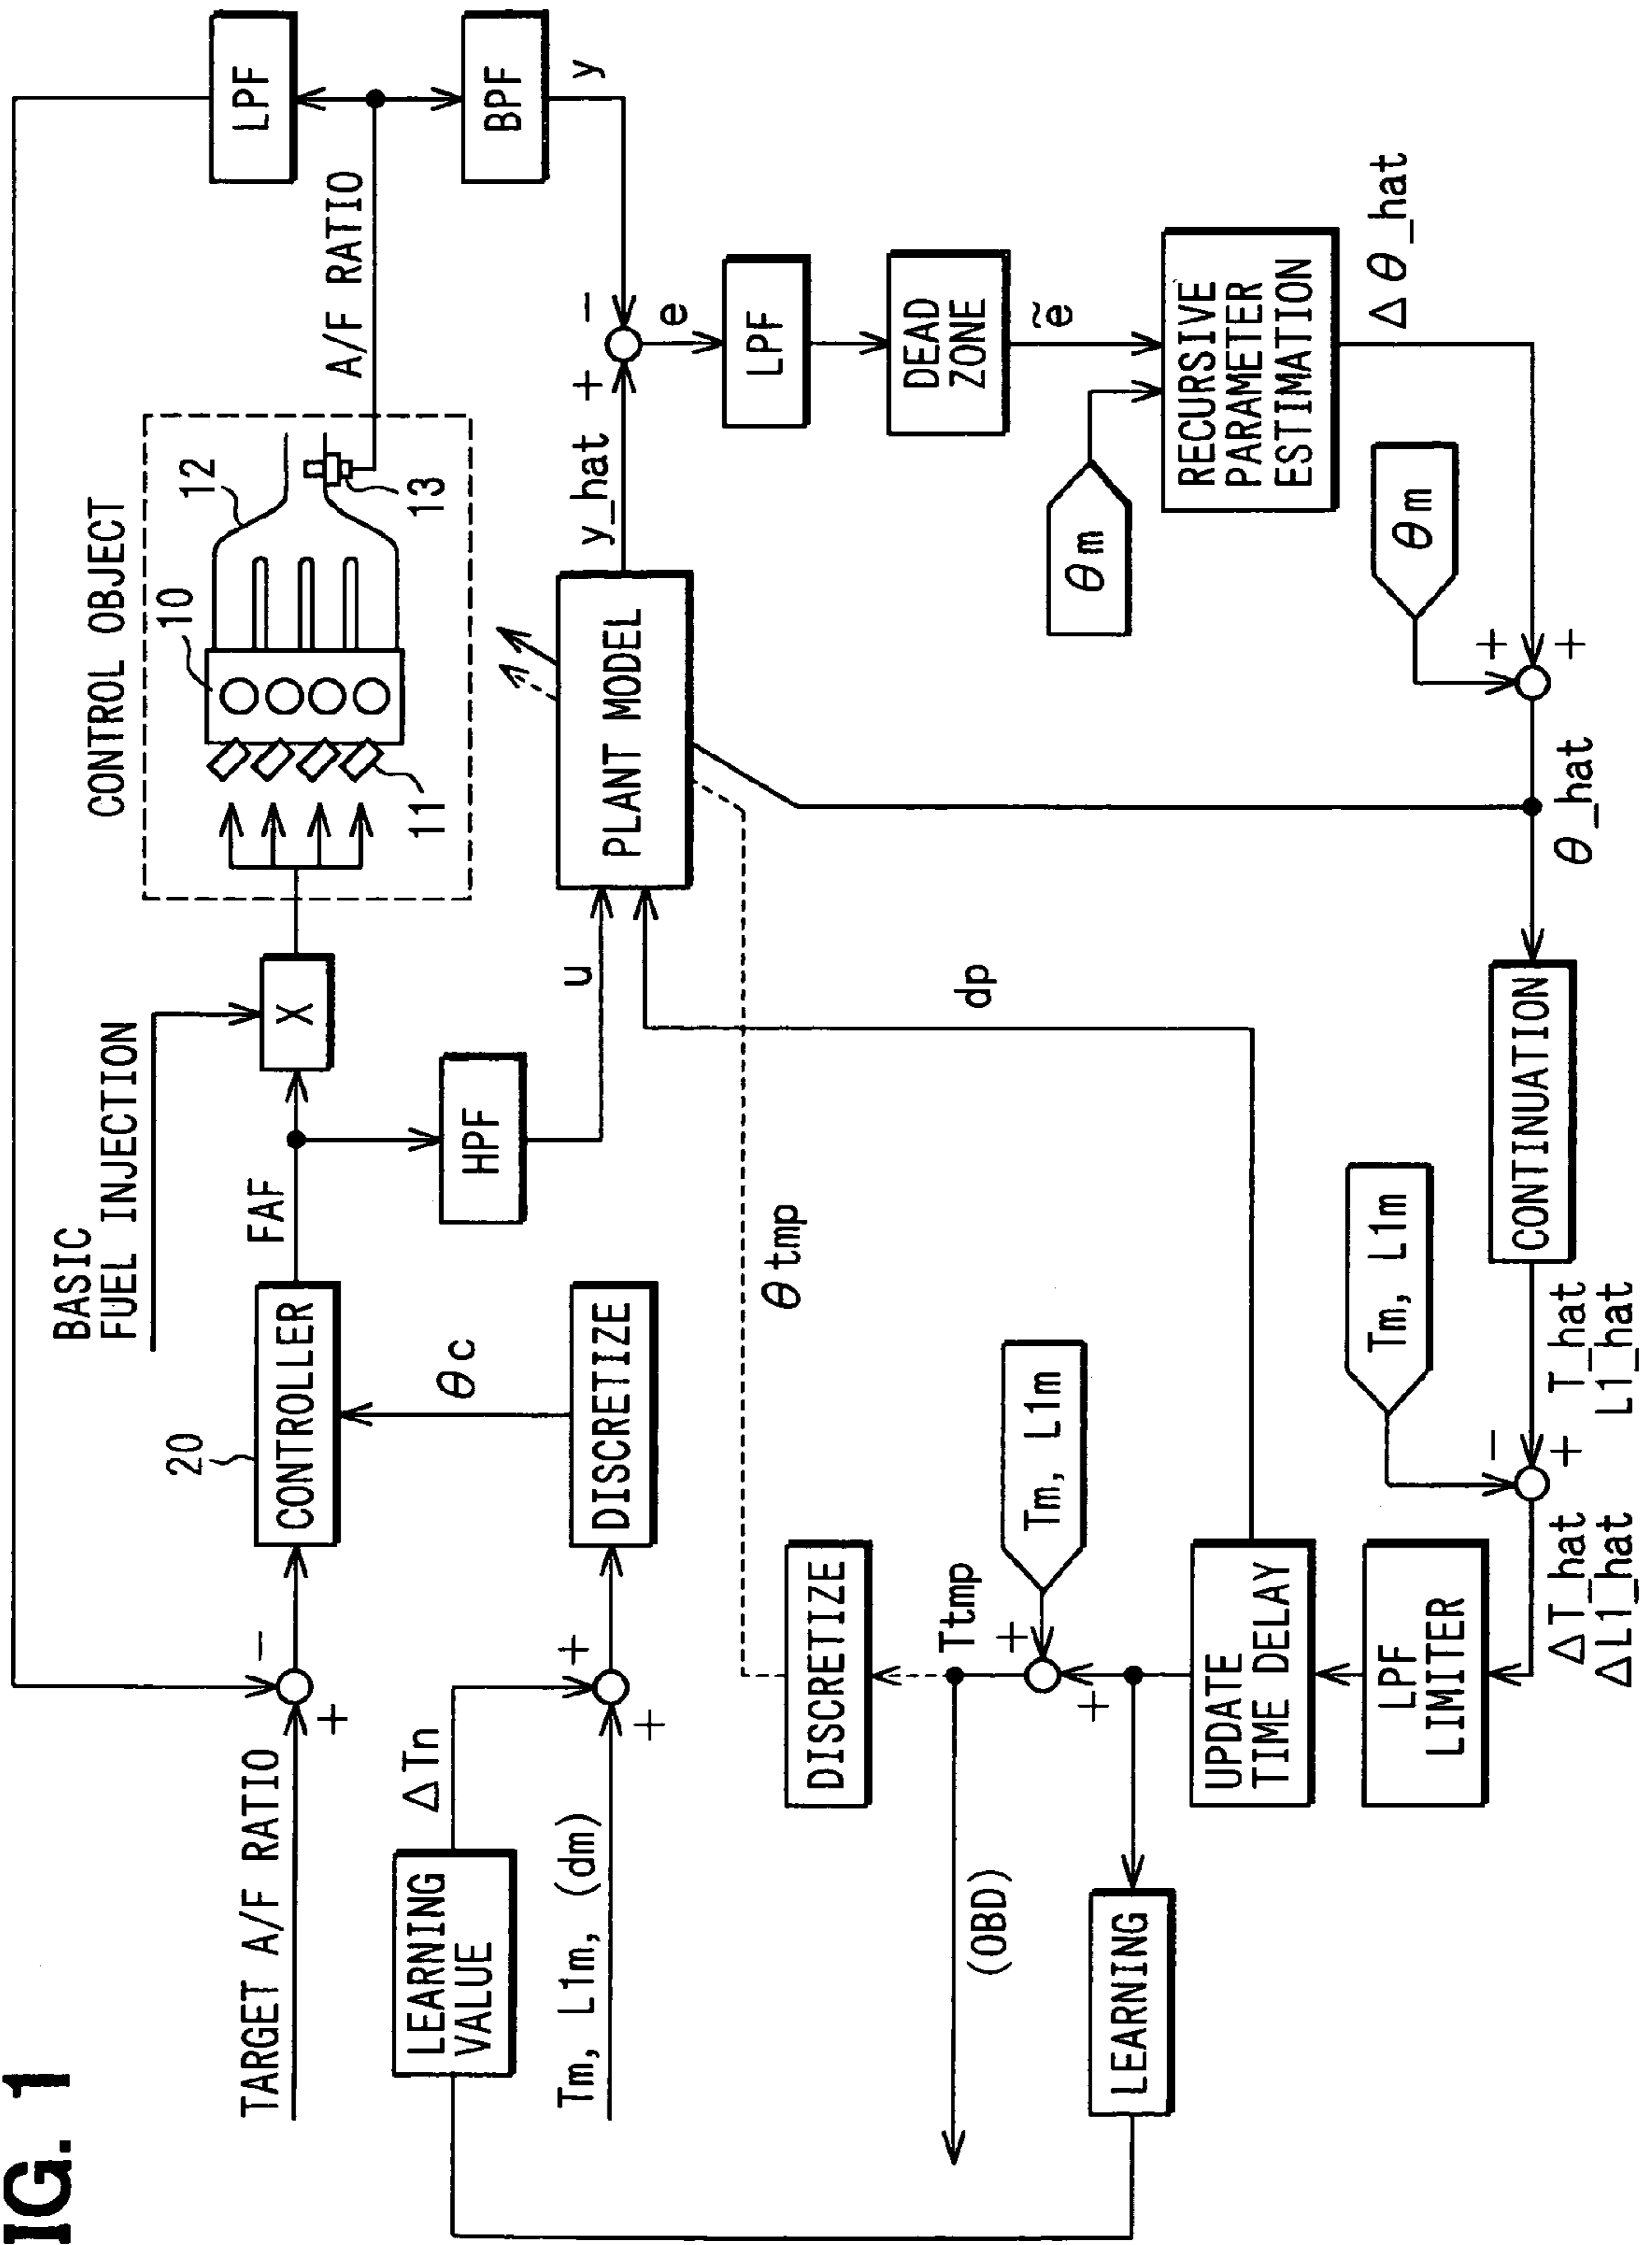 IG. 1
BASIC
FUEL INJECTION
CONTROL OBJECT
10
12
11
13
A/F RATIO
LPF
BPF
y
TARGET A/F RATIO
+
−
20
CONTROLLER
FAF
X
HPF
u
θc
LEARNING
VALUE
ΔTn
Tm, L1m, (dm)
+
+
DISCRETIZE
PLANT MODEL
y_hat
+
−
e
LPF
DEAD
ZONE
ẽ
θm
RECURSIVE
PARAMETER
ESTIMATION
Δθ_hat
θm
+
+
θ_hat
CONTINUATION
T_hat
L1_hat
Tm, L1m
−
+
ΔT_hat
ΔL1_hat
LPF
LIMITER
UPDATE
TIME DELAY
dp
+
+
Tm, L1m
Ttmp
DISCRETIZE
θtmp
(OBD)
LEARNING